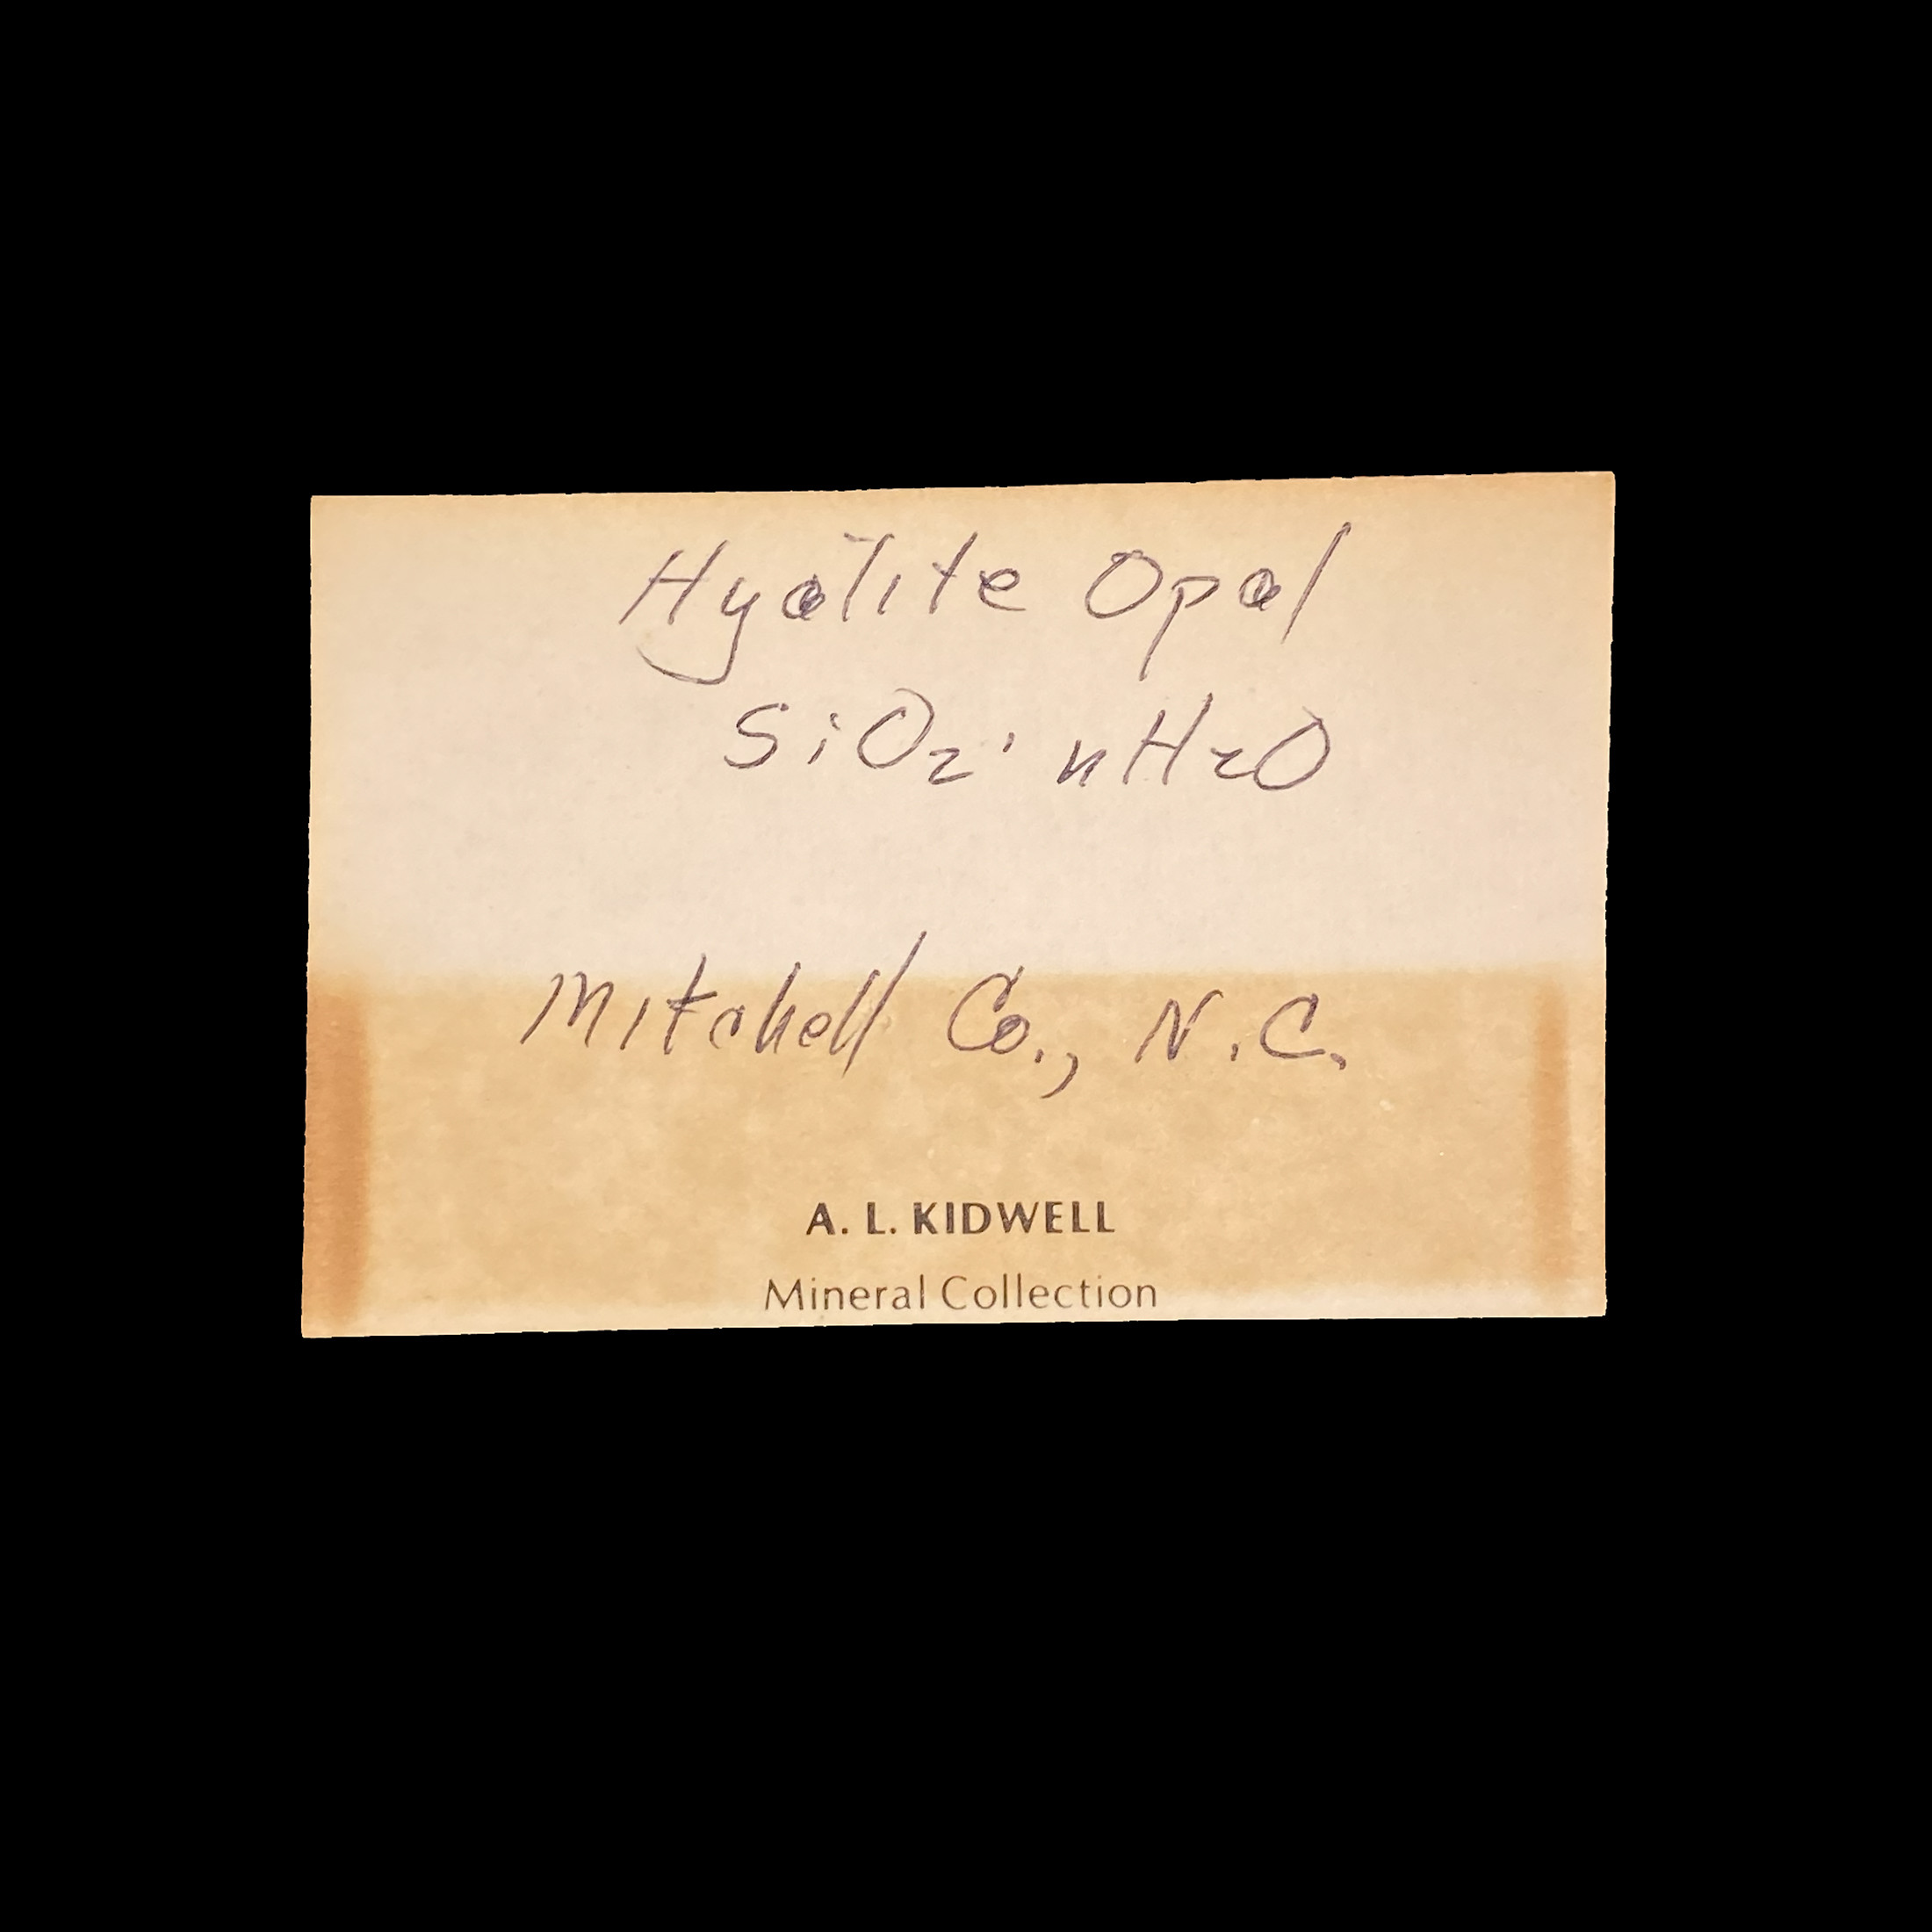 Hyalite Opal
SiO₂·nH₂O
Mitchell Co., N.C.
A. L. KIDWELL
Mineral Collection